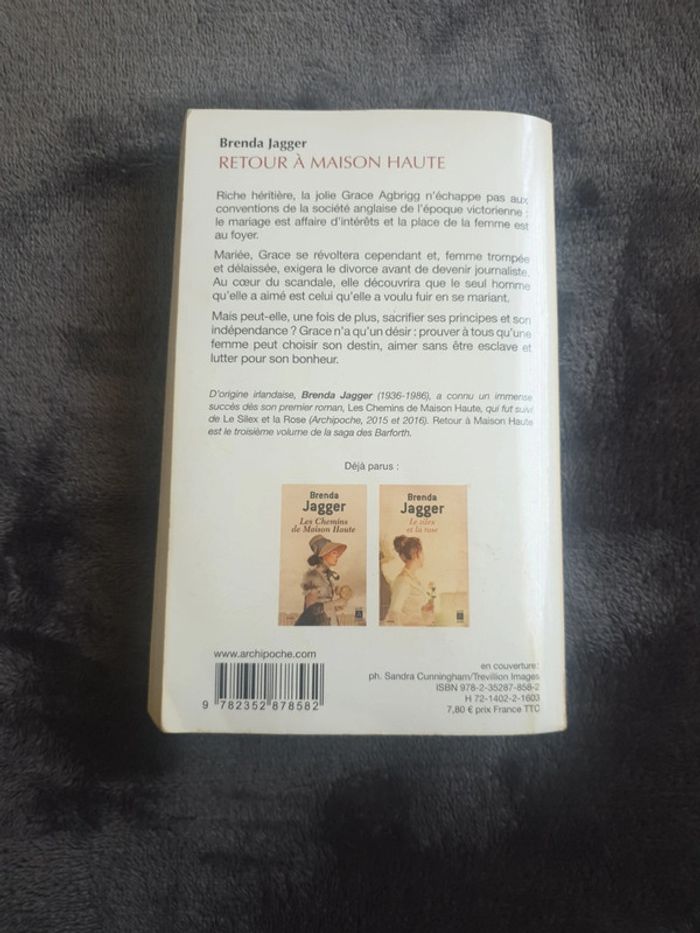 Brenda Jagger
RETOUR À MAISON HAUTE
Riche héritière, la jolie Grace Agbrigg n'échappe pas aux
conventions de la société anglaise de l'époque victorienne :
le mariage est affaire d'intérêts et la place de la femme est
au foyer.
Mariée, Grace se révoltera cependant et, femme trompée
et délaissée, exigera le divorce avant de devenir journaliste.
Au cœur du scandale, elle découvrira que le seul homme
qu'elle a aimé est celui qu'elle a voulu fuir en se mariant.
Mais peut-elle, une fois de plus, sacrifier ses principes et son
indépendance ? Grace n'a qu'un désir : prouver à tous qu'une
femme peut choisir son destin, aimer sans être esclave et
lutter pour son bonheur.
D'origine irlandaise, Brenda Jagger (1936-1986), a connu un immense
succès dès son premier roman, Les Chemins de Maison Haute, qui fut suivi
de Le Silex et la Rose (Archipoche, 2015 et 2016). Retour à Maison Haute
est le troisième volume de la saga des Barforth.
Déjà parus :
Brenda
Jagger
Les Chemins
de Maison Haute
Brenda
Jagger
Le silex
et la rose
www.archipoche.com
9 782352 878582
en couverture:
ph. Sandra Cunningham/Trevillion Images
ISBN 978-2-35287-858-2
H 72-1402-2-1603
7,80 € prix France TTC